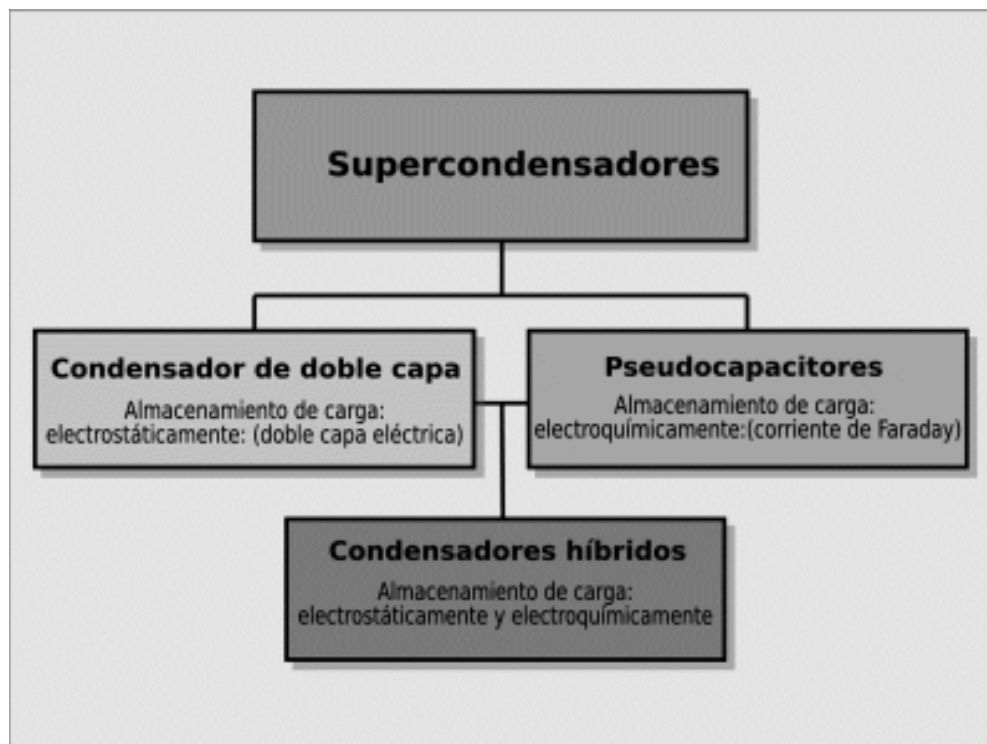 Supercondensadores
Condensador de doble capa
Almacenamiento de carga:
electrostáticamente: (doble capa eléctrica)
Pseudocapacitores
Almacenamiento de carga:
electroquímicamente:(corriente de Faraday)
Condensadores híbridos
Almacenamiento de carga:
electrostáticamente y electroquímicamente